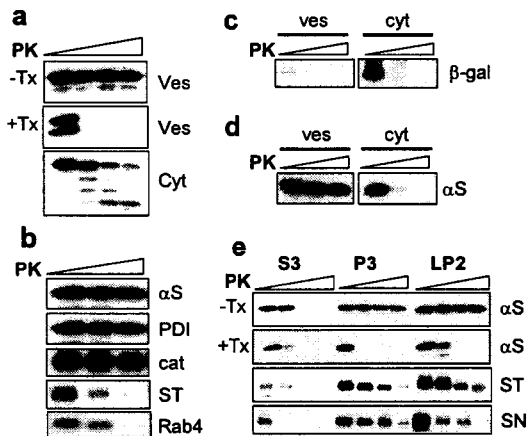 a
PK
-Tx Ves
+Tx Ves
Cyt
b
PK
αS
PDI
cat
ST
Rab4
c
ves cyt
PK
β-gal
d
ves cyt
PK
αS
e
S3 P3 LP2
PK
-Tx αS
+Tx αS
ST
SN